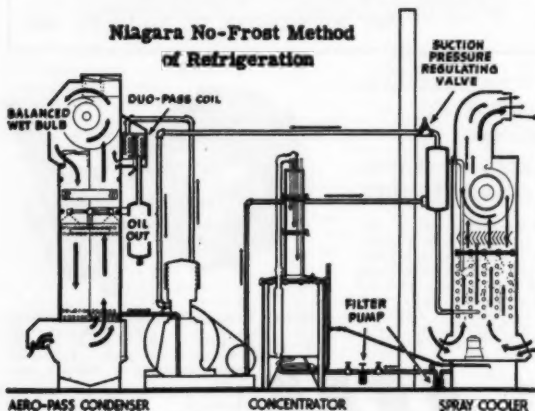 Niagara No-Frost Method
of Refrigeration
SUCTION
PRESSURE
REGULATING
VALVE
BALANCED
WET BULB
DUO-PASS COIL
OIL
OUT
FILTER
PUMP
AERO-PASS CONDENSER
CONCENTRATOR
SPRAY COOLER